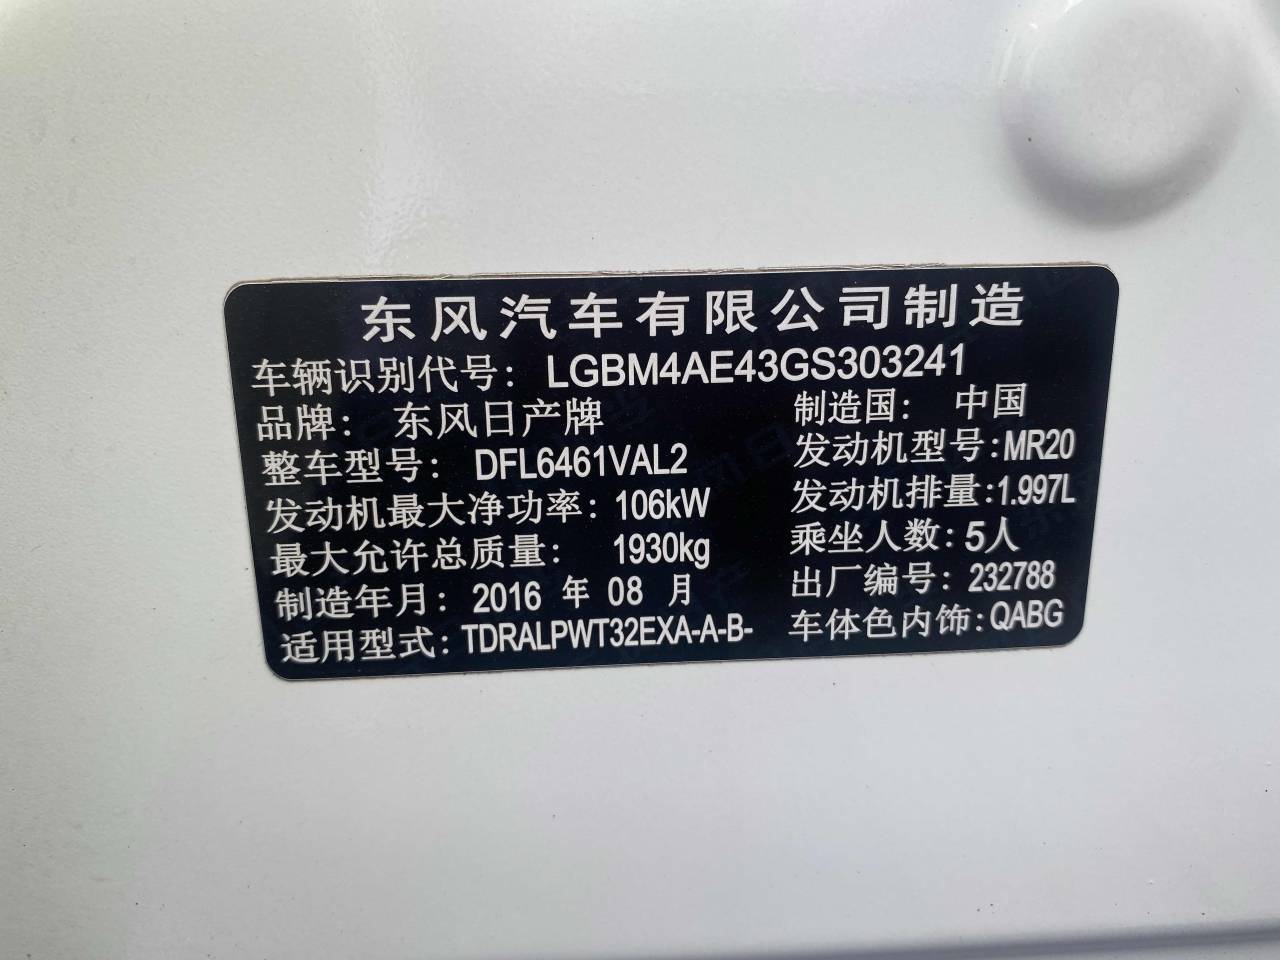 东风汽车有限公司制造
车辆识别代号: LGBM4AE43GS303241
品牌: 东风日产牌 制造国: 中国
整车型号: DFL6461VAL2 发动机型号:MR20
发动机最大净功率: 106kW 发动机排量:1.997L
最大允许总质量: 1930kg 乘坐人数: 5人
制造年月: 2016 年 08 月 出厂编号: 232788
适用型式: TDRALPWT32EXA-A-B- 车体色内饰:QABG